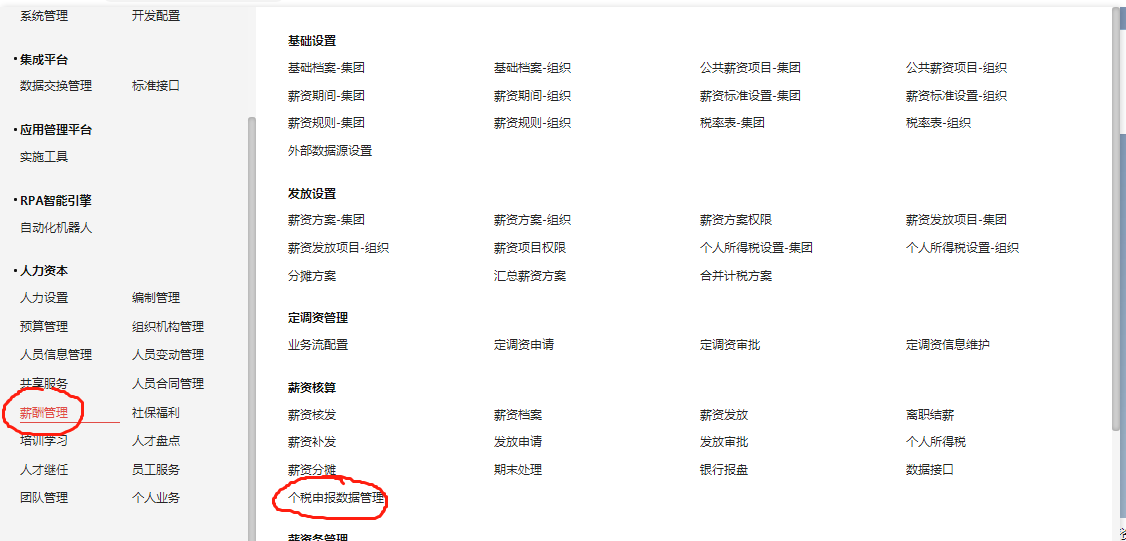 系统管理 开发配置
• 集成平台
数据交换管理 标准接口
• 应用管理平台
实施工具
• RPA智能引擎
自动化机器人
• 人力资本
人力设置 编制管理
预算管理 组织机构管理
人员信息管理 人员变动管理
共享服务 人员合同管理
薪酬管理 社保福利
培训学习 人才盘点
人才继任 员工服务
团队管理 个人业务
基础设置
基础档案-集团 基础档案-组织 公共薪资项目-集团 公共薪资项目-组织
薪资期间-集团 薪资期间-组织 薪资标准设置-集团 薪资标准设置-组织
薪资规则-集团 薪资规则-组织 税率表-集团 税率表-组织
外部数据源设置
发放设置
薪资方案-集团 薪资方案-组织 薪资方案权限 薪资发放项目-集团
薪资发放项目-组织 薪资项目权限 个人所得税设置-集团 个人所得税设置-组织
分摊方案 汇总薪资方案 合并计税方案
定调资管理
业务流配置 定调资申请 定调资审批 定调资信息维护
薪资核算
薪资核发 薪资档案 薪资发放 离职结薪
薪资补发 发放申请 发放审批 个人所得税
薪资分摊 期末处理 银行报盘 数据接口
个税申报数据管理
薪资条管理